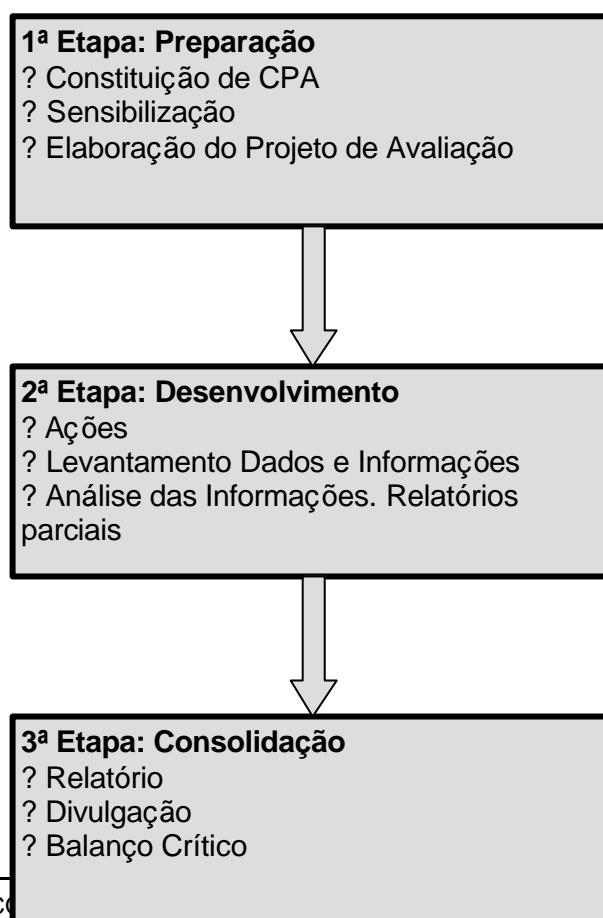 1ª Etapa: Preparação
? Constituição de CPA
? Sensibilização
? Elaboração do Projeto de Avaliação
2ª Etapa: Desenvolvimento
? Ações
? Levantamento Dados e Informações
? Análise das Informações. Relatórios
parciais
3ª Etapa: Consolidação
? Relatório
? Divulgação
? Balanço Crítico